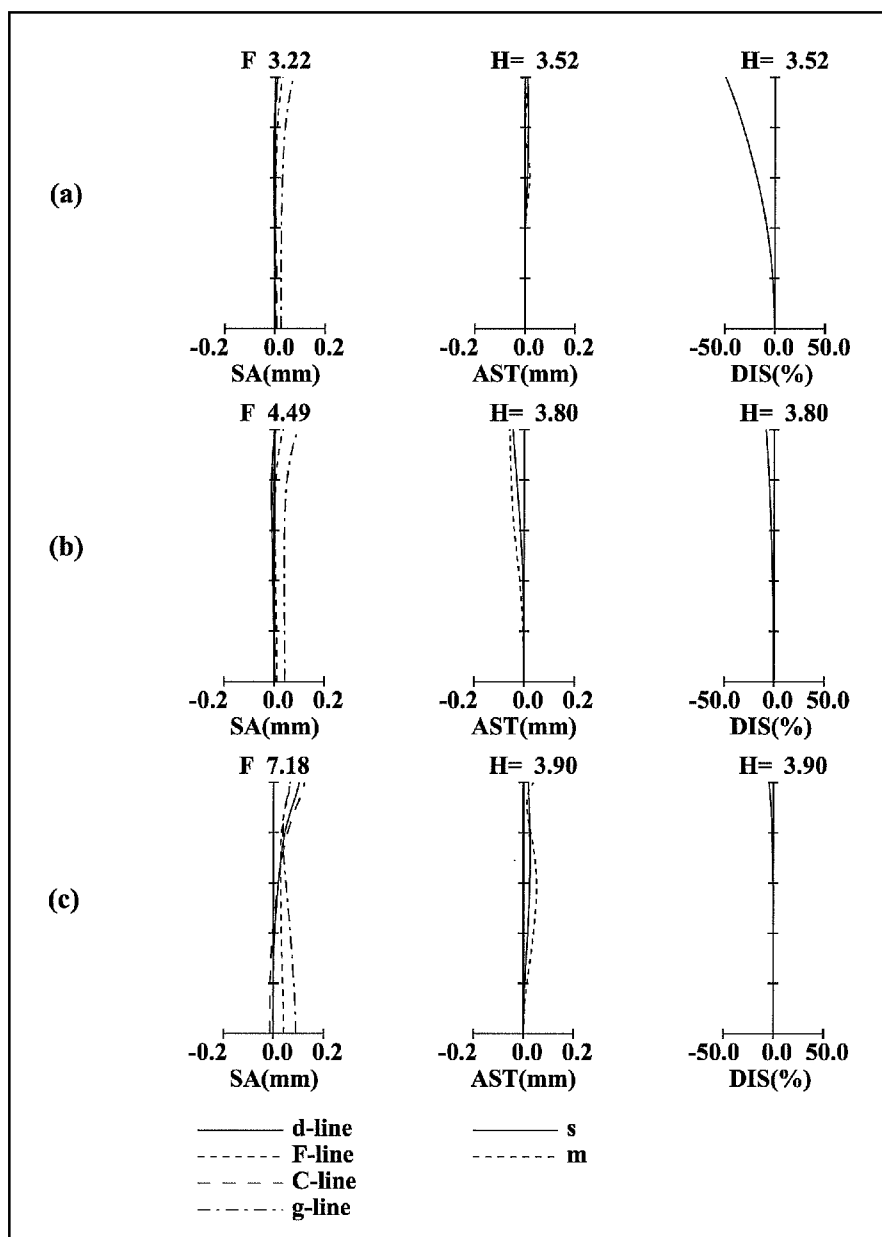 F 3.22 H= 3.52 H= 3.52
(a)
-0.2 0.0 0.2 -0.2 0.0 0.2 -50.0 0.0 50.0
SA(mm) AST(mm) DIS(%)
F 4.49 H= 3.80 H= 3.80
(b)
-0.2 0.0 0.2 -0.2 0.0 0.2 -50.0 0.0 50.0
SA(mm) AST(mm) DIS(%)
F 7.18 H= 3.90 H= 3.90
(c)
-0.2 0.0 0.2 -0.2 0.0 0.2 -50.0 0.0 50.0
SA(mm) AST(mm) DIS(%)
d-line s
F-line m
C-line
g-line